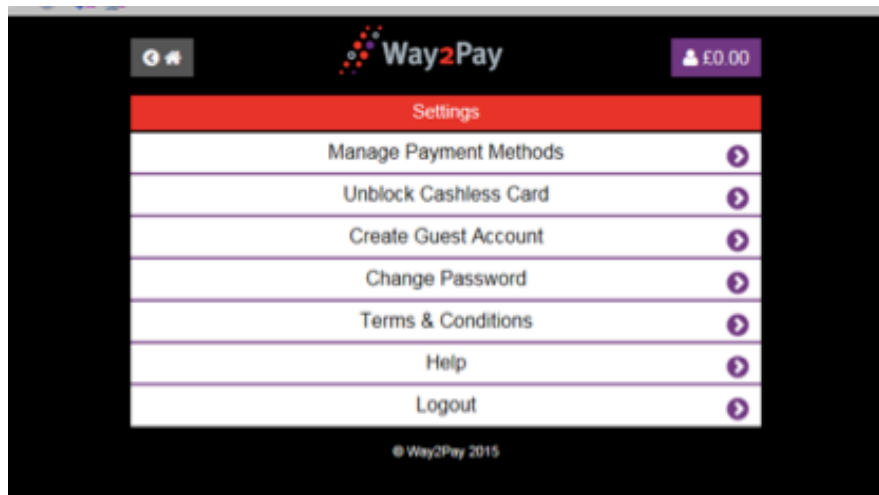 Way2Pay
£0.00
Settings
Manage Payment Methods
Unblock Cashless Card
Create Guest Account
Change Password
Terms & Conditions
Help
Logout
© Way2Pay 2015